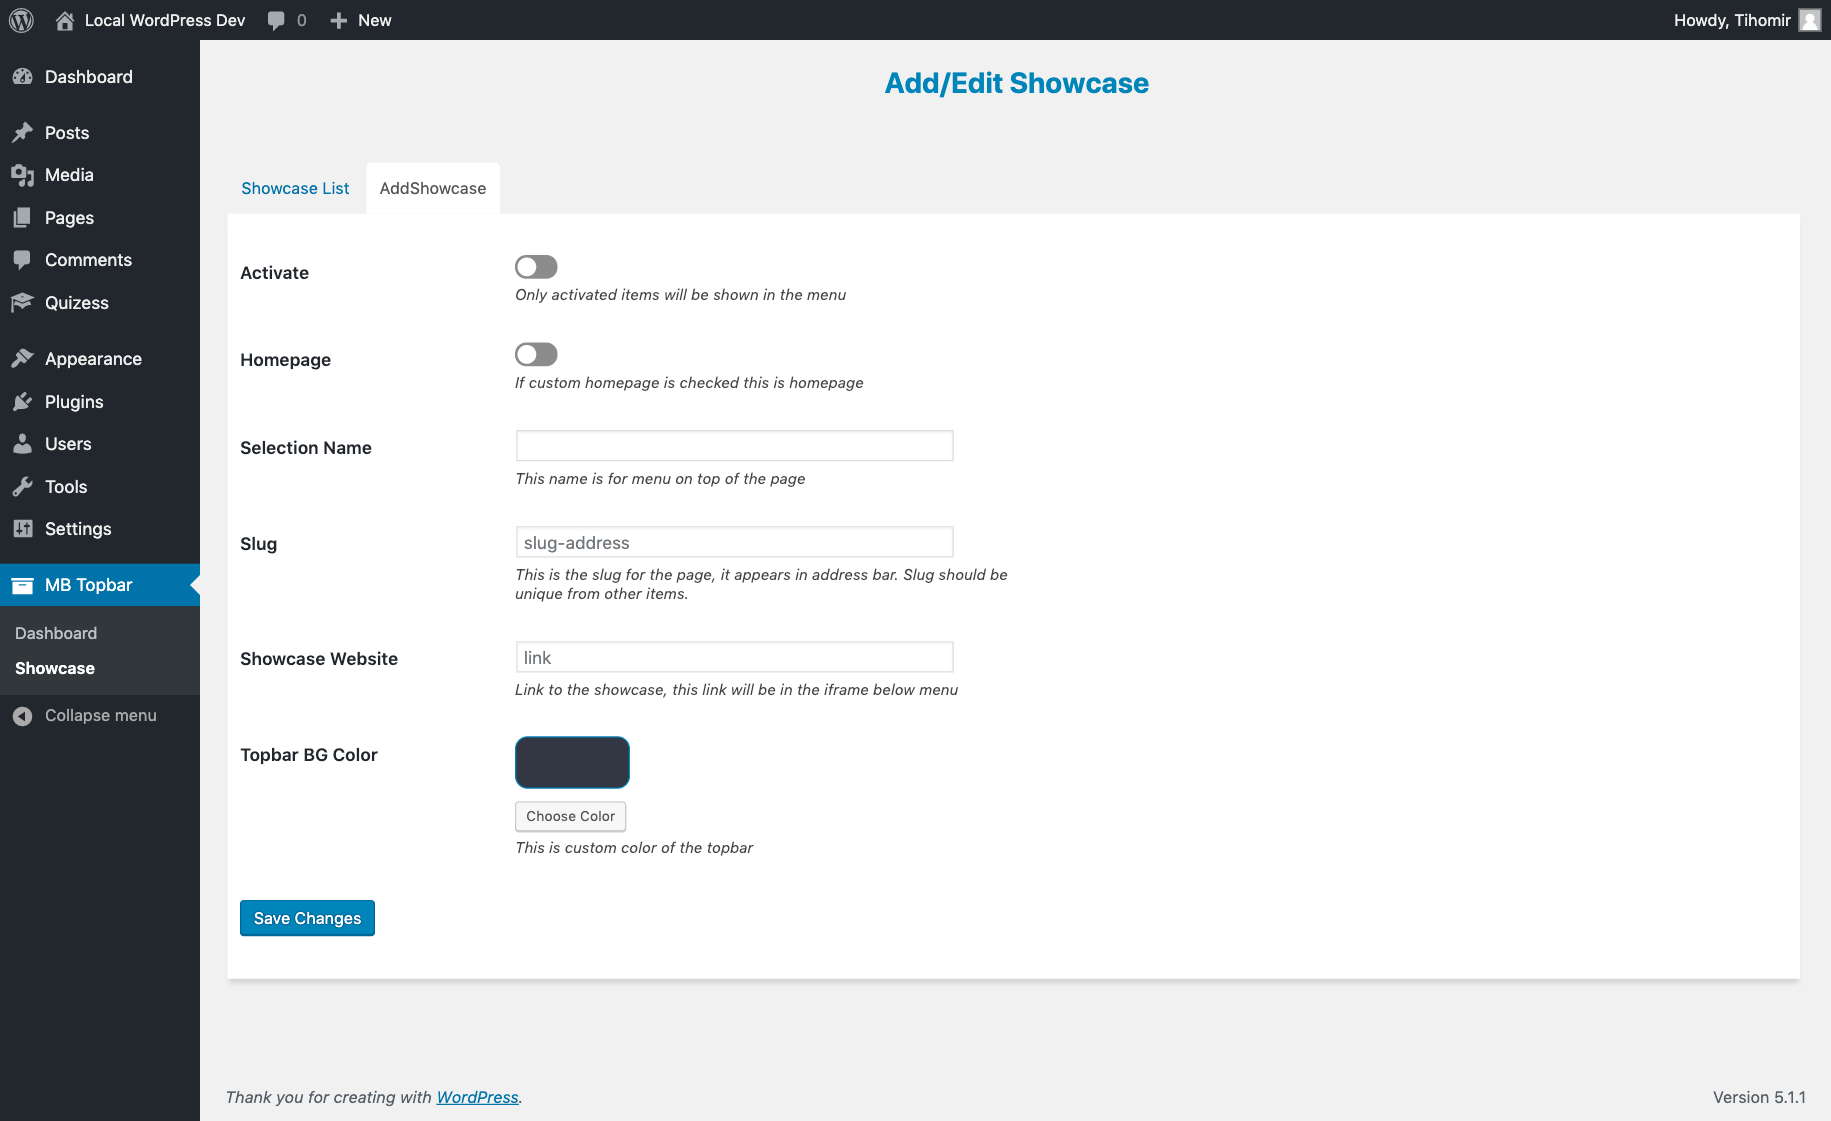 Local WordPress Dev
0
New
Howdy, Tihomir
Dashboard
Posts
Media
Pages
Comments
Quizess
Appearance
Plugins
Users
Tools
Settings
MB Topbar
Dashboard
Showcase
Collapse menu
Add/Edit Showcase
Showcase List
AddShowcase
Activate
Only activated items will be shown in the menu
Homepage
If custom homepage is checked this is homepage
Selection Name
This name is for menu on top of the page
Slug
slug-address
This is the slug for the page, it appears in address bar. Slug should be
unique from other items.
Showcase Website
link
Link to the showcase, this link will be in the iframe below menu
Topbar BG Color
Choose Color
This is custom color of the topbar
Save Changes
Thank you for creating with WordPress.
Version 5.1.1